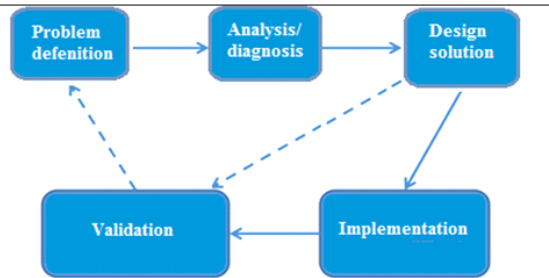 Problem
defenition
Analysis/
diagnosis
Design
solution
Validation
Implementation